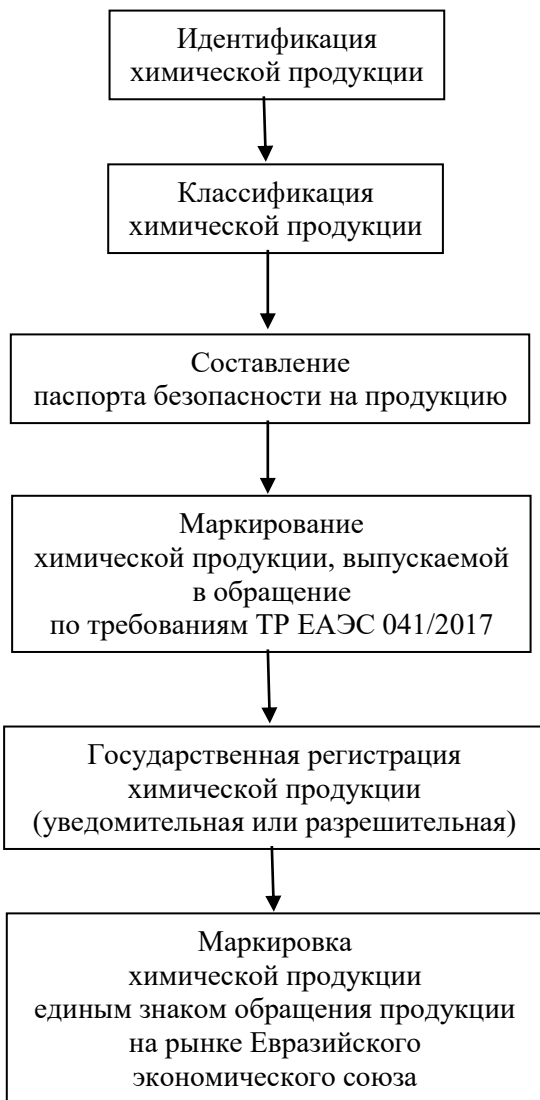 Идентификация
химической продукции
Классификация
химической продукции
Составление
паспорта безопасности на продукцию
Маркирование
химической продукции, выпускаемой
в обращение
по требованиям ТР ЕАЭС 041/2017
Государственная регистрация
химической продукции
(уведомительная или разрешительная)
Маркировка
химической продукции
единым знаком обращения продукции
на рынке Евразийского
экономического союза